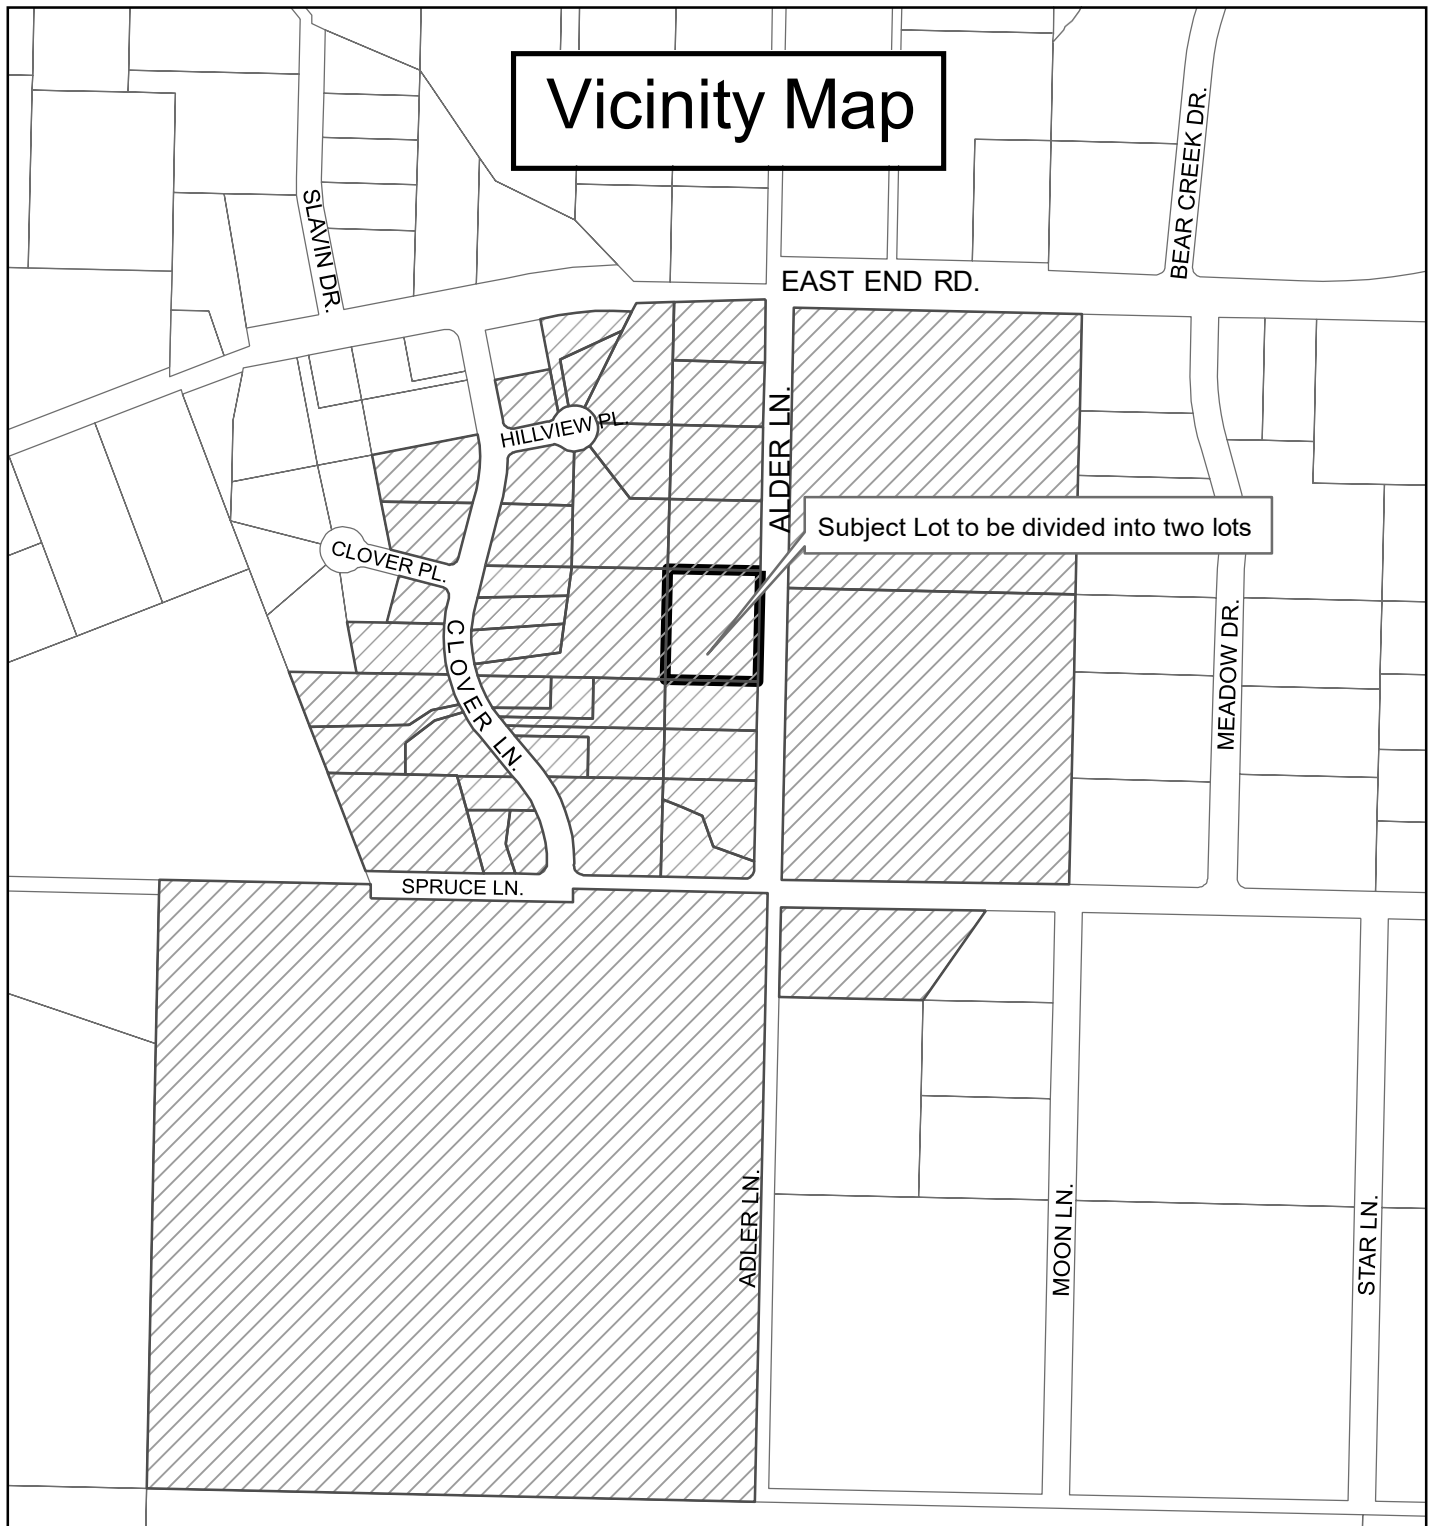 Vicinity Map
BEAR CREEK DR.
SLAVIN DR.
EAST END RD.
ALDER LN.
HILLVIEW PL.
Subject Lot to be divided into two lots
CLOVER PL.
CLOVER LN.
MEADOW DR.
SPRUCE LN.
ADLER LN.
MOON LN.
STAR LN.